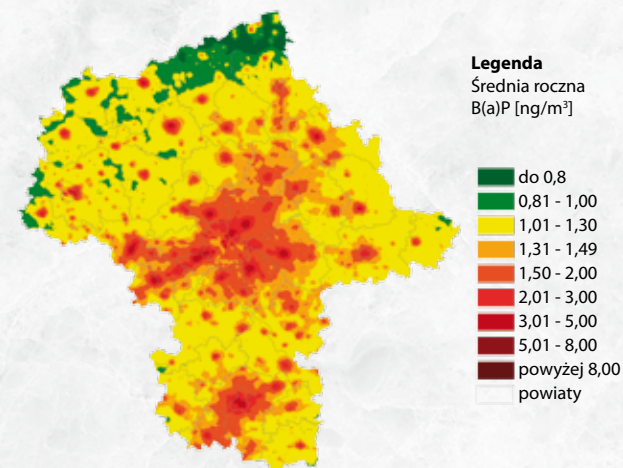 Legenda
Średnia roczna
B(a)P [ng/m³]
do 0,8
0,81 - 1,00
1,01 - 1,30
1,31 - 1,49
1,50 - 2,00
2,01 - 3,00
3,01 - 5,00
5,01 - 8,00
powyżej 8,00
powiaty